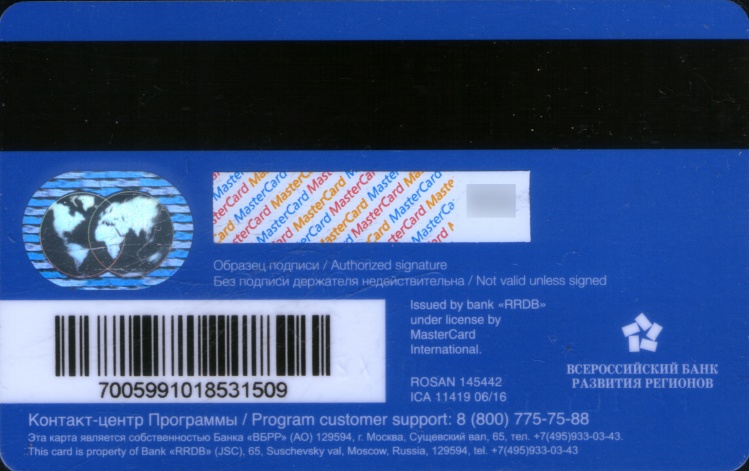 MasterCard MasterCard MasterCard
Образец подписи / Authorized signature
Без подписи держателя недействительна / Not valid unless signed
Issued by bank «RRDB»
under license by
MasterCard
International.
ROSAN 145442
ICA 11419 06/16
ВСЕРОССИЙСКИЙ БАНК
РАЗВИТИЯ РЕГИОНОВ
7005991018531509
Контакт-центр Программы / Program customer support: 8 (800) 775-75-88
Эта карта является собственностью Банка «ВБРР» (АО) 129594, г. Москва, Сущевский вал, 65, тел. +7(495)933-03-43.
This card is property of Bank «RRDB» (JSC), 65, Suschevsky val, Moscow, Russia, 129594, tel. +7(495)933-03-43